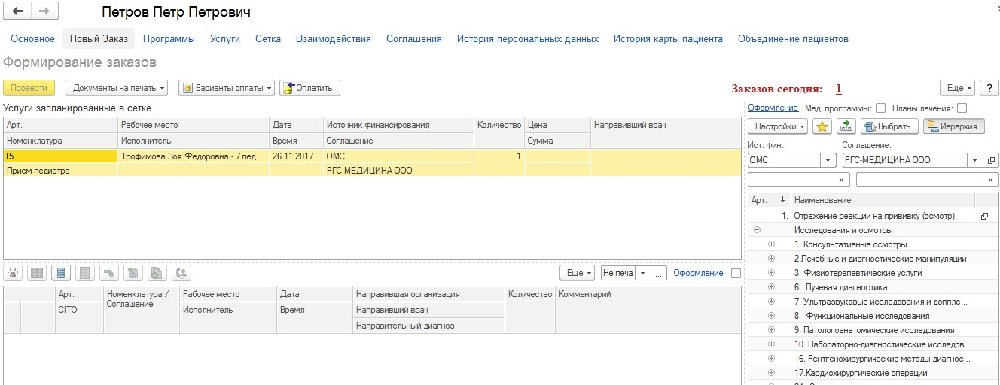 Петров Петр Петрович
Основное Новый Заказ Программы Услуги Сетка Взаимодействия Соглашения История персональных данных История карты пациента Объединение пациентов
Формирование заказов
Провести Документы на печать Варианты оплаты Оплатить Заказов сегодня: 1 Еще ?
Услуги запланированные в сетке
Арт. Рабочее место Дата Источник Финансирования Количество Цена Направивший врач
Номенклатура Исполнитель Время Соглашение Сумма
f5 Трофимова Зоя Федоровна - 7 пед.... 26.11.2017 ОМС 1
Прием педиатра РГС-МЕДИЦИНА ООО
Еще Не печа ... Оформление
Арт. Номенклатура / Рабочее место Дата Направившая организация Количество Комментарий
CITO Соглашение Исполнитель Время Направивший врач
Направительный диагноз
Оформление Мед. программы: Планы лечения:
Настройки Выбрать Иерархия
Ист. фин.: Соглашение:
ОМС РГС-МЕДИЦИНА ООО
Арт. Наименование
1. Отражение реакции на прививку (осмотр)
Исследования и осмотры
1. Консультативные осмотры
2.Лечебные и диагностические манипуляции
3. Физиотерапевтические услуги
6. Лучевая диагностика
7. Ультразвуковые исследования и доппле...
8. Функциональные исследования
9. Патологоанатомические исследования
10. Лабораторно-диагностические исследов...
16. Рентгенохирургические методы диагнос...
17.Кардиохирургические операции